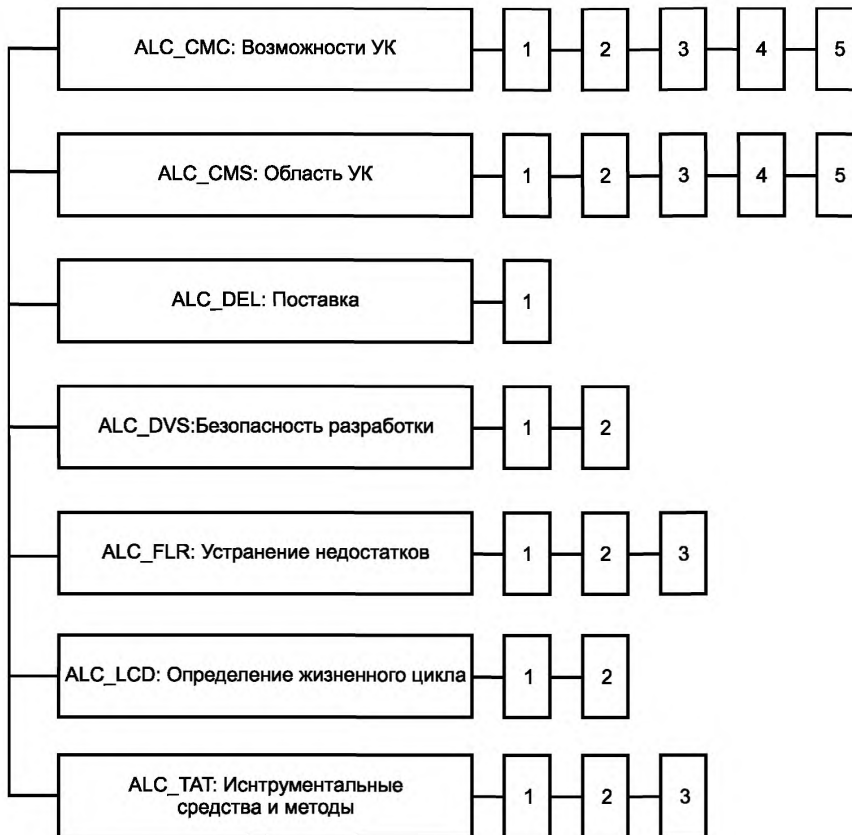 ALC_CMC: Возможности УК 1 2 3 4 5
ALC_CMS: Область УК 1 2 3 4 5
ALC_DEL: Поставка 1
ALC_DVS:Безопасность разработки 1 2
ALC_FLR: Устранение недостатков 1 2 3
ALC_LCD: Определение жизненного цикла 1 2
ALC_TAT: Иснтрументальные
средства и методы 1 2 3